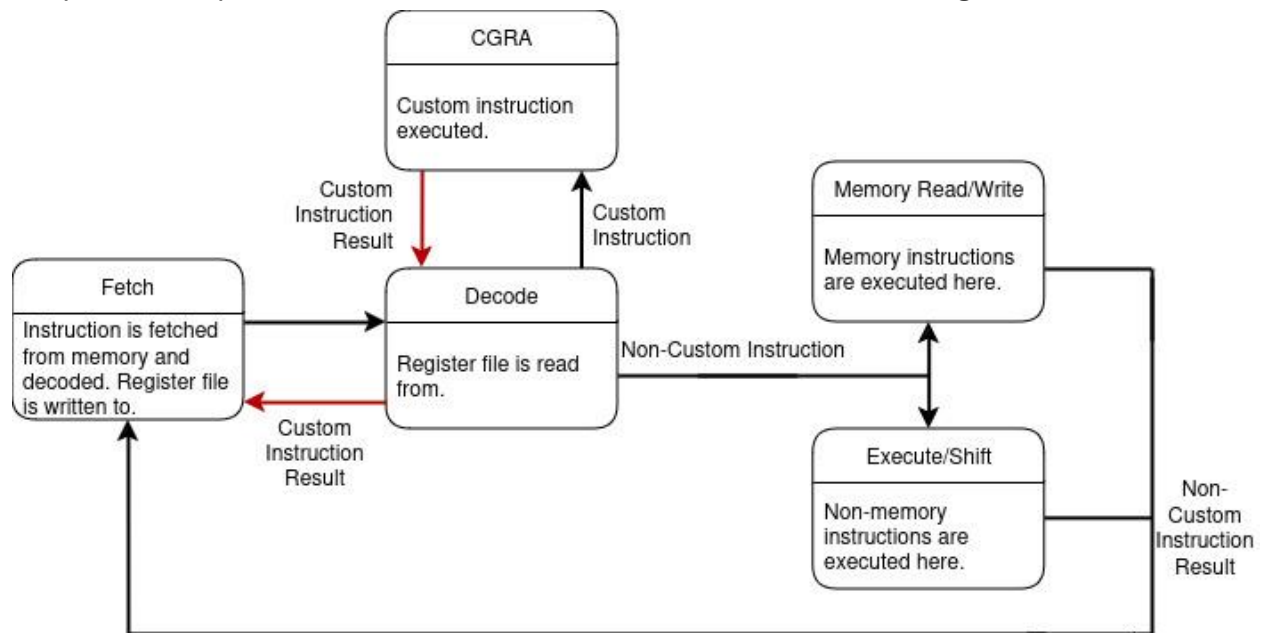 CGRA
Custom instruction
executed.
Custom
Instruction
Result
Custom
Instruction
Memory Read/Write
Memory instructions
are executed here.
Fetch
Instruction is fetched
from memory and
decoded. Register file
is written to.
Decode
Register file is read
from.
Non-Custom Instruction
Custom
Instruction
Result
Execute/Shift
Non-memory
instructions are
executed here.
Non-
Custom
Instruction
Result